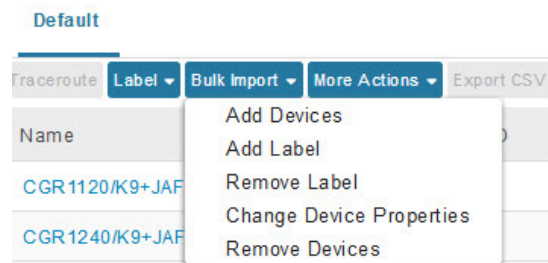 Default
Traceroute Label Bulk Import More Actions Export CSV
Add Devices
Name
Add Label
CGR1120/K9+JAF
Remove Label
Change Device Properties
CGR1240/K9+JAF
Remove Devices